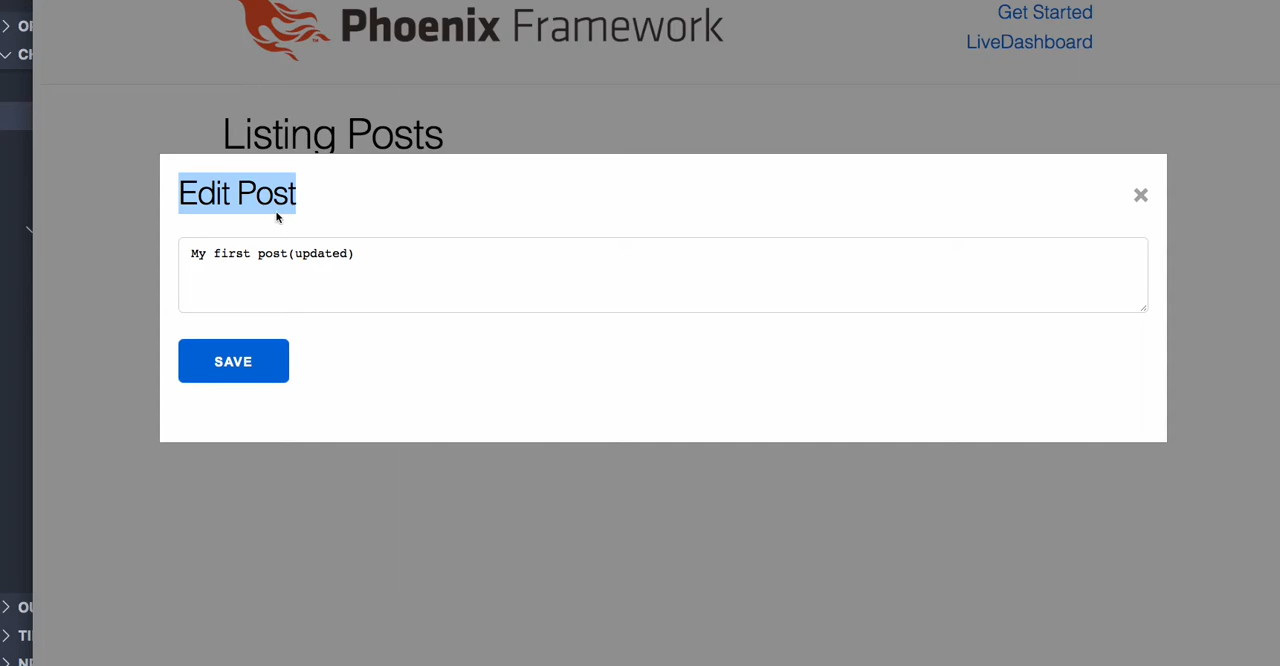 Phoenix Framework
Get Started
LiveDashboard
Listing Posts
Edit Post
My first post(updated)
SAVE